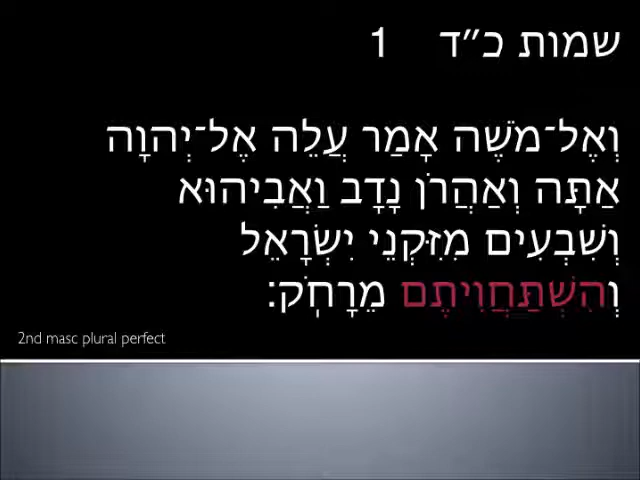 שמות כ״ד 1
וְאֶל־מֹשֶׁה אָמַר עֲלֵה אֶל־יְהוָה
אַתָּה וְאַהֲרֹן נָדָב וַאֲבִיהוּא
וְשִׁבְעִים מִזִּקְנֵי יִשְׂרָאֵל
וְהִשְׁתַּחֲוִיתֶם מֵרָחֹֽק׃
2nd masc plural perfect